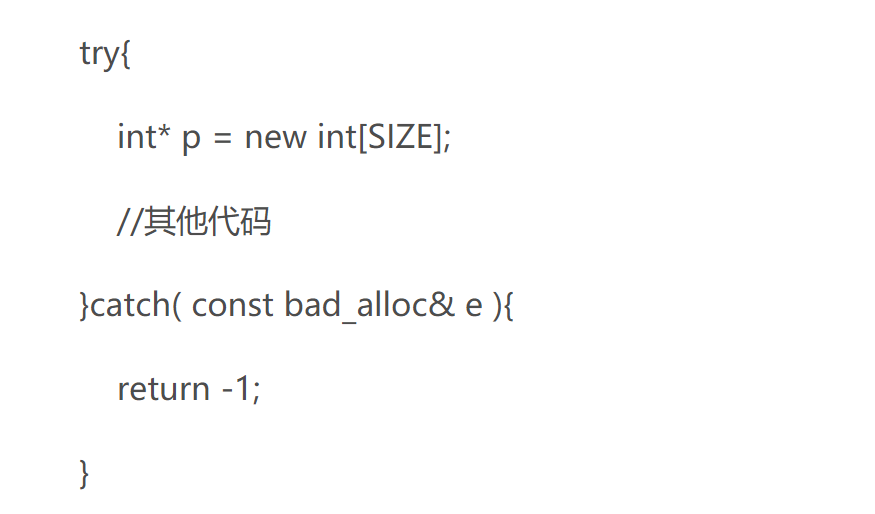 try{
int* p = new int[SIZE];
//其他代码
}catch( const bad_alloc& e ){
return -1;
}